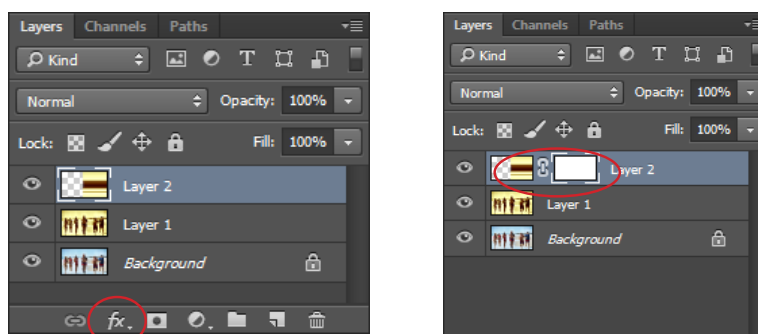 Layers Channels Paths
Kind T
Normal Opacity: 100%
Lock: Fill: 100%
Layer 2
Layer 1
Background
fx.
Layers Channels Paths
Kind T
Normal Opacity: 100%
Lock: Fill: 100%
Layer 2
Layer 1
Background